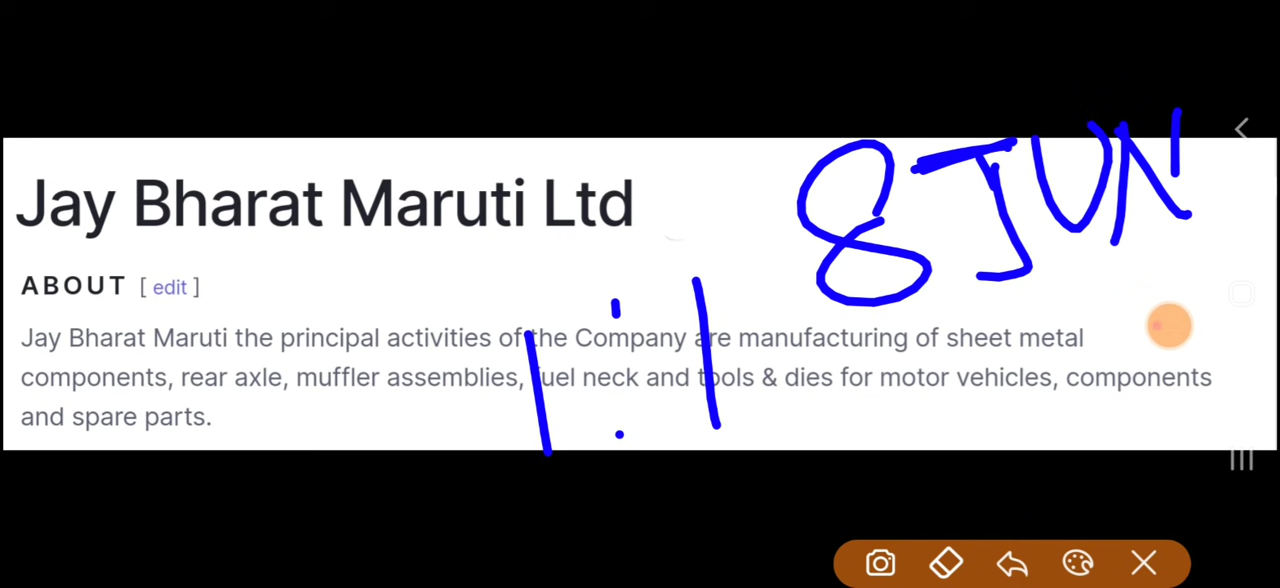 Jay Bharat Maruti Ltd
8 JUN
ABOUT [ edit ]
1:1
Jay Bharat Maruti the principal activities of the Company are manufacturing of sheet metal
components, rear axle, muffler assemblies, fuel neck and tools & dies for motor vehicles, components
and spare parts.